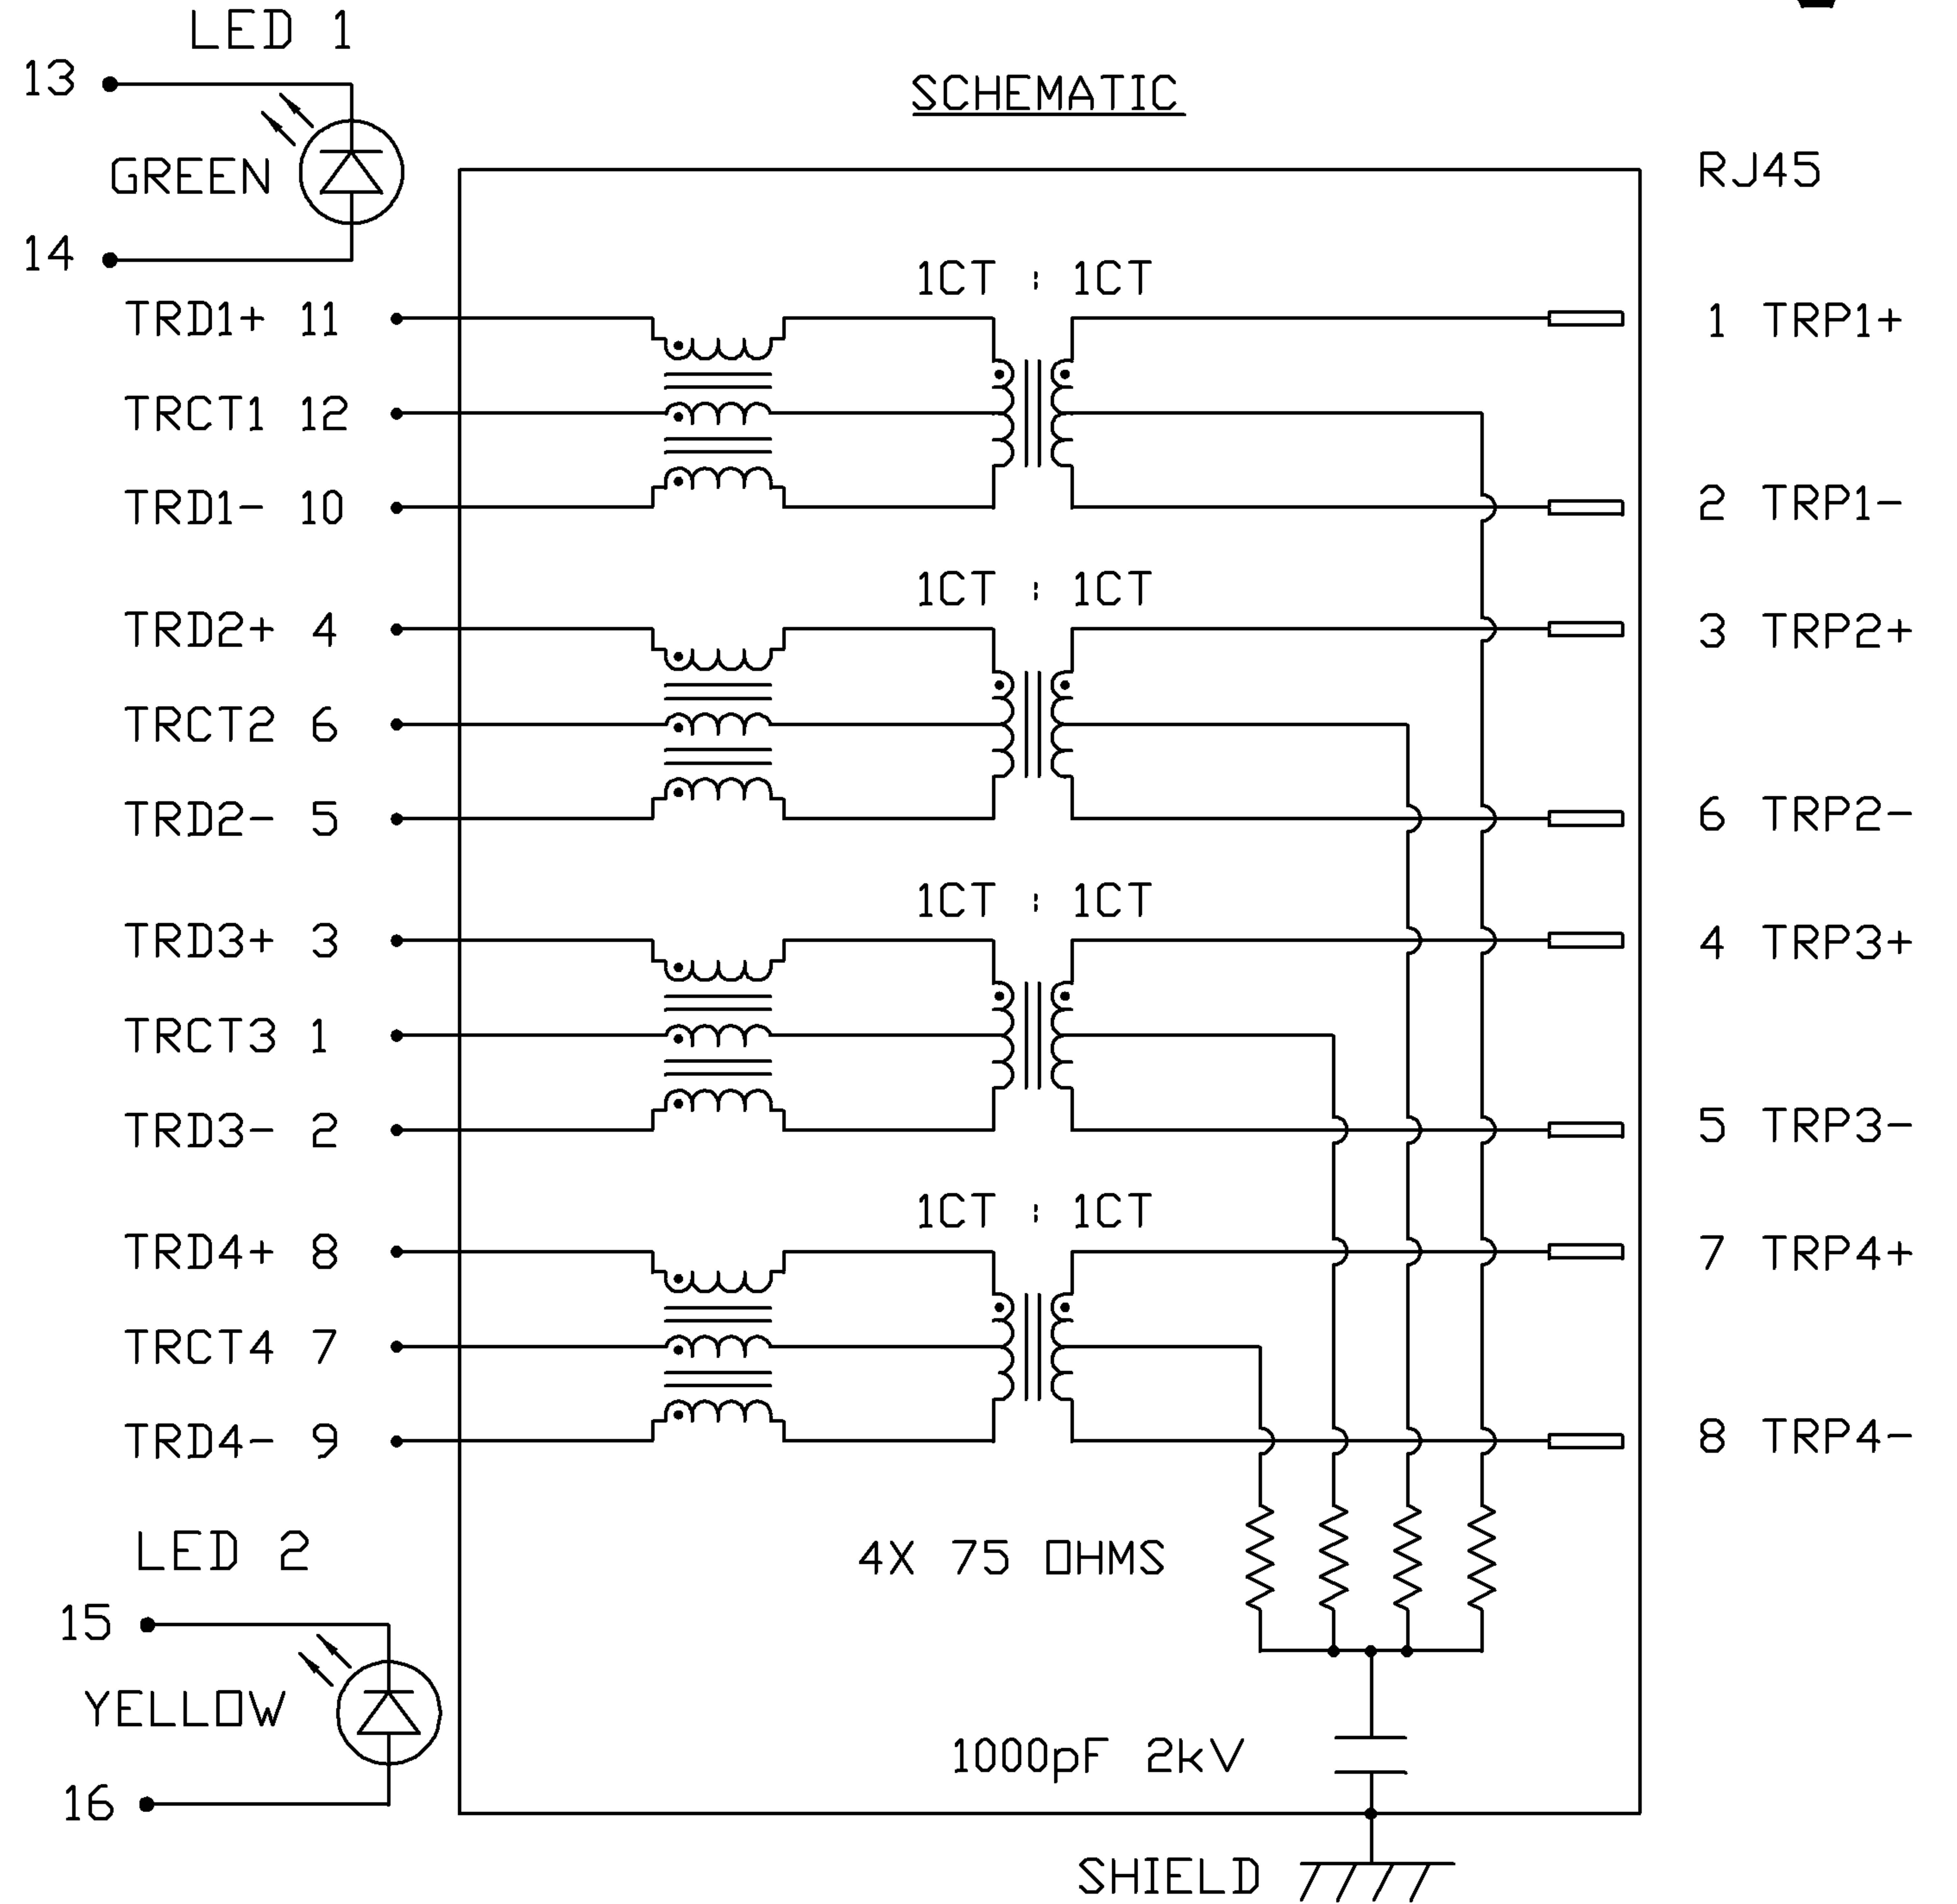 LED 1
13
SCHEMATIC
GREEN
RJ45
14
1CT : 1CT
TRD1+ 11
1 TRP1+
TRCT1 12
TRD1- 10
2 TRP1-
1CT : 1CT
TRD2+ 4
3 TRP2+
TRCT2 6
TRD2- 5
6 TRP2-
1CT : 1CT
TRD3+ 3
4 TRP3+
TRCT3 1
TRD3- 2
5 TRP3-
1CT : 1CT
TRD4+ 8
7 TRP4+
TRCT4 7
TRD4- 9
8 TRP4-
LED 2
4X 75 OHMS
15
YELLOW
1000pF 2kV
16
SHIELD